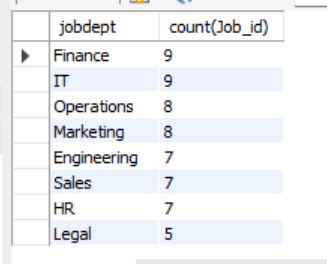 jobdept count(Job_id)
Finance 9
IT 9
Operations 8
Marketing 8
Engineering 7
Sales 7
HR 7
Legal 5